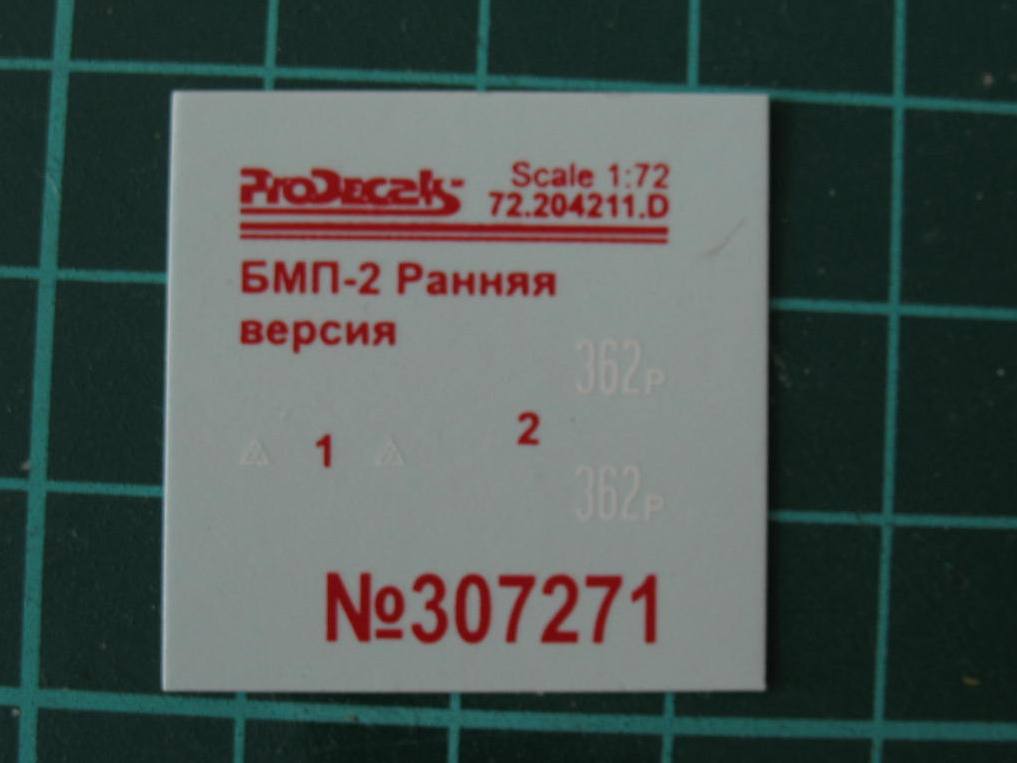 ProDecals
Scale 1:72
72.204211.D
БМП-2 Ранняя
версия
362Р
1
2
362Р
№307271